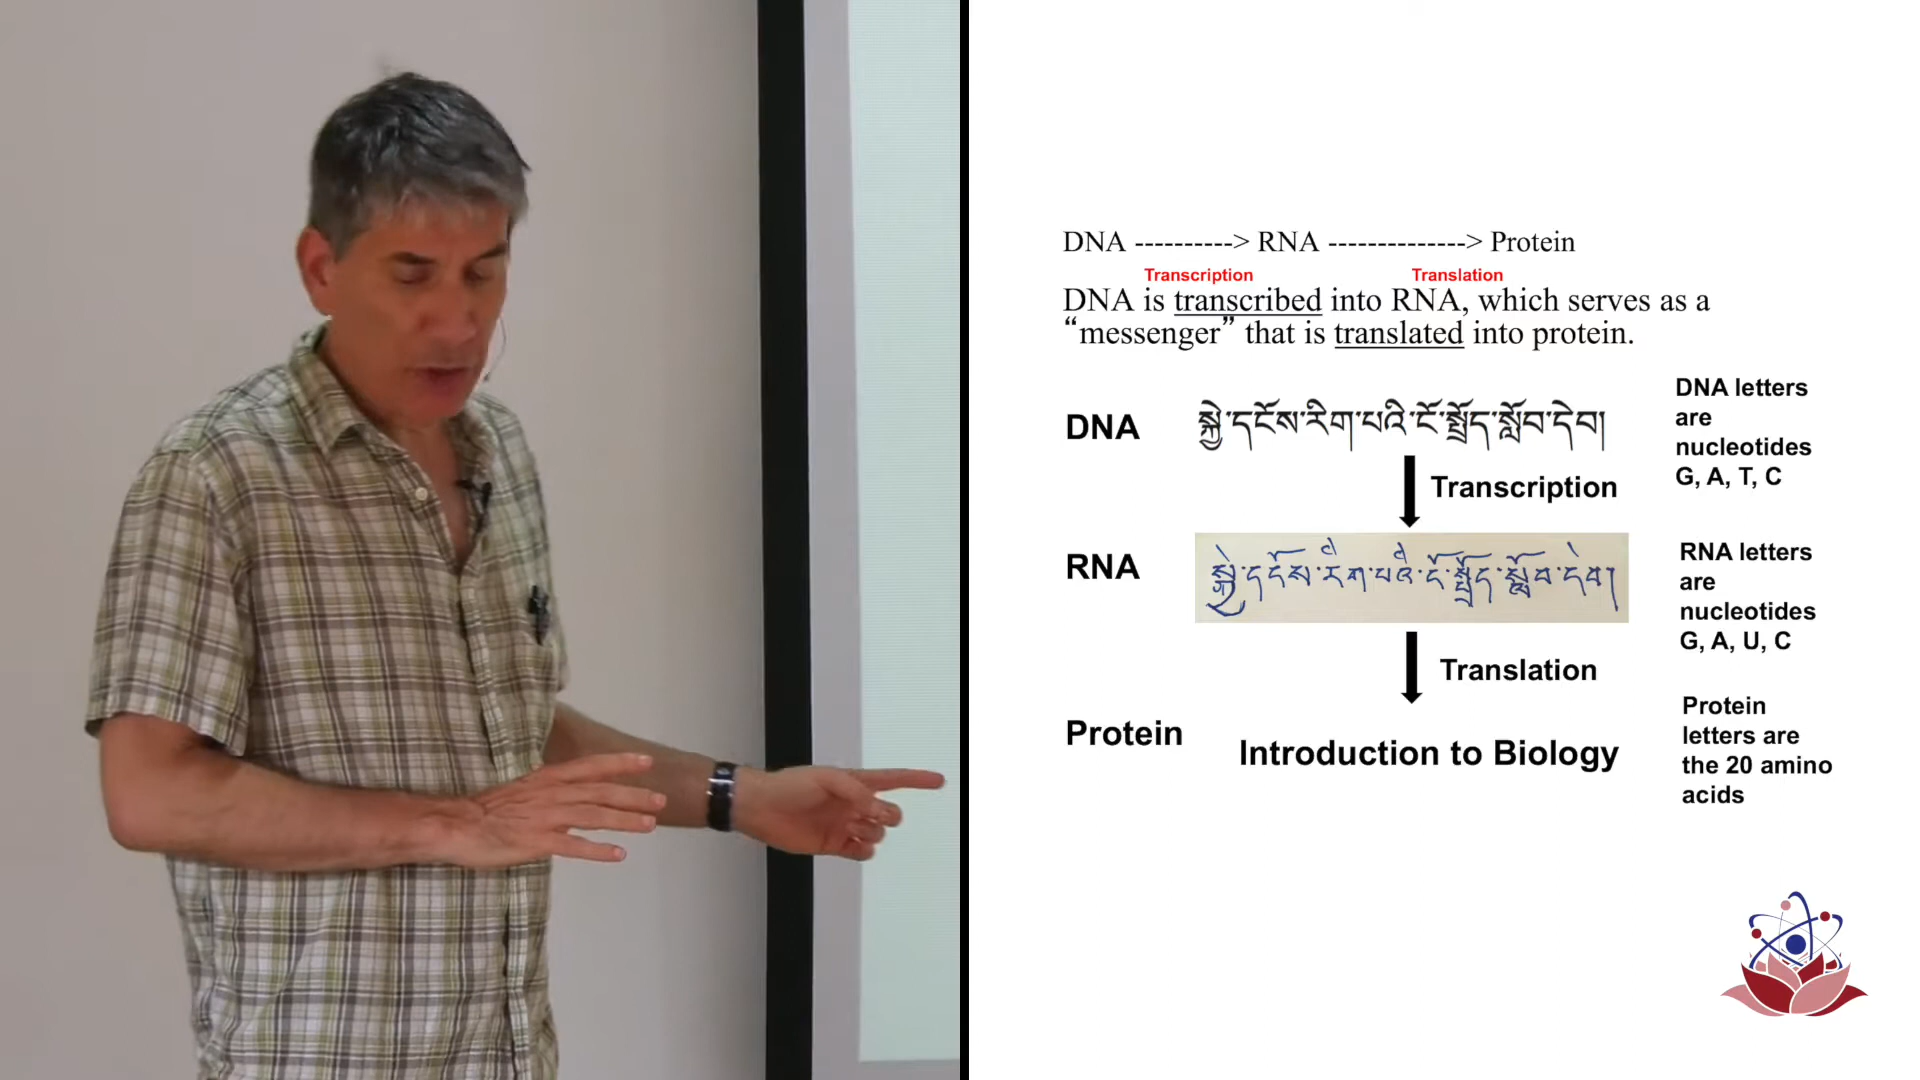 DNA ----------> RNA --------------> Protein
Transcription Translation
DNA is transcribed into RNA, which serves as a
“messenger” that is translated into protein.
DNA
སྐྱེ་དངོས་རིག་པའི་ངོ་སྤྲོད་སློབ་དེབ།
DNA letters
are
nucleotides
G, A, T, C
Transcription
RNA
སྐྱེ་དངོས་རིག་པའི་ངོ་སྤྲོད་སློབ་དེབ།
RNA letters
are
nucleotides
G, A, U, C
Translation
Protein
Introduction to Biology
Protein
letters are
the 20 amino
acids